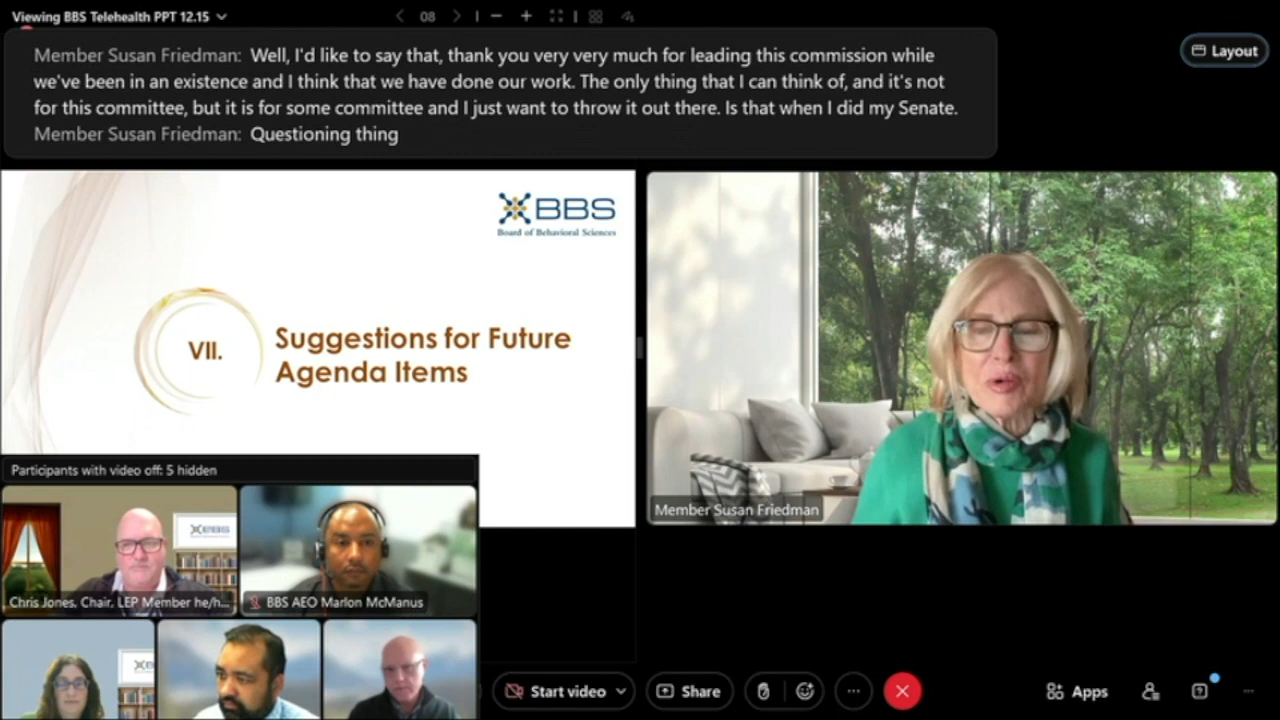 Viewing BBS Telehealth PPT 12.15
08
Member Susan Friedman: Well, I'd like to say that, thank you very very much for leading this commission while
we've been in an existence and I think that we have done our work. The only thing that I can think of, and it's not
for this committee, but it is for some committee and I just want to throw it out there. Is that when I did my Senate.
Member Susan Friedman: Questioning thing
Layout
BBS
Board of Behavioral Sciences
VII.
Suggestions for Future
Agenda Items
Member Susan Friedman
Participants with video off: 5 hidden
BBS
Chris Jones, Chair, LEP Member he/h...
BBS AEO Marlon McManus
Start video
Share
Apps